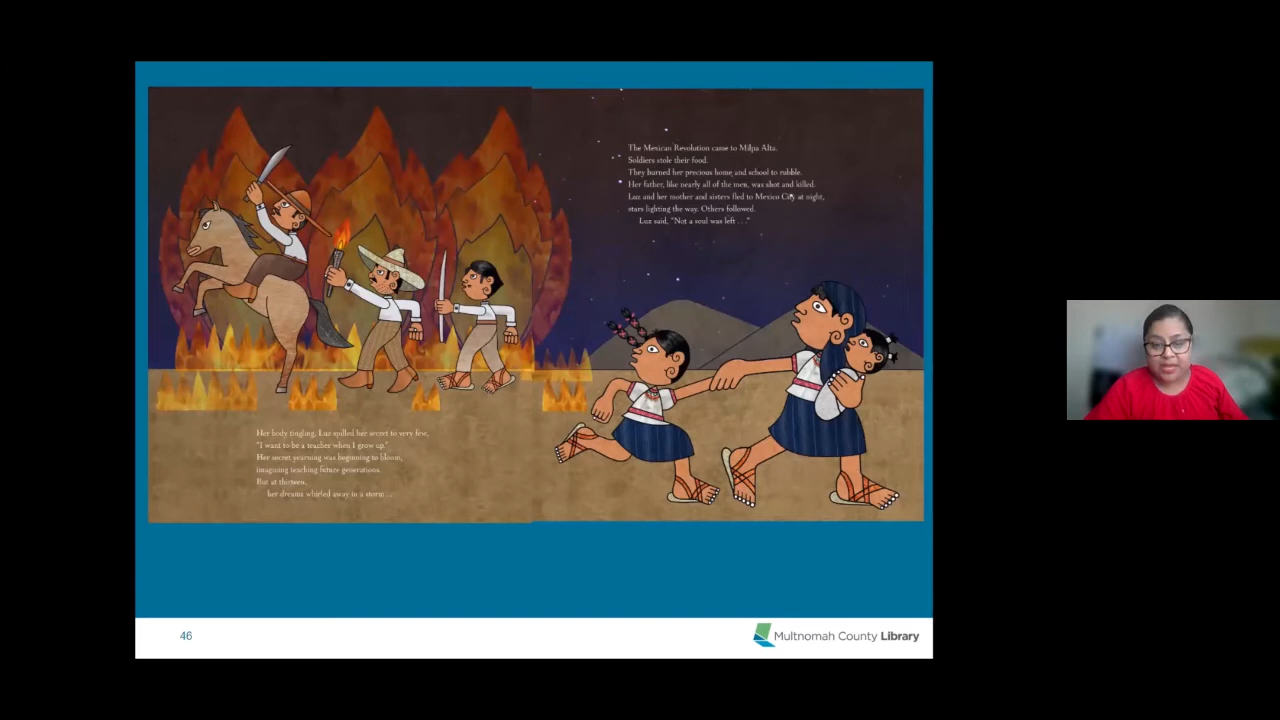 Her body tingling, Luz spilled her secret to very few,
"I want to be a teacher when I grow up."
Her secret yearning was beginning to bloom,
imagining teaching future generations.
But at thirteen,
her dreams whirled away in a storm . . .
The Mexican Revolution came to Milpa Alta.
Soldiers stole their food.
They burned her precious home and school to rubble.
Her father, like nearly all of the men, was shot and killed.
Luz and her mother and sisters fled to Mexico City at night,
stars lighting the way. Others followed.
Luz said, "Not a soul was left . . ."
46
Multnomah County Library